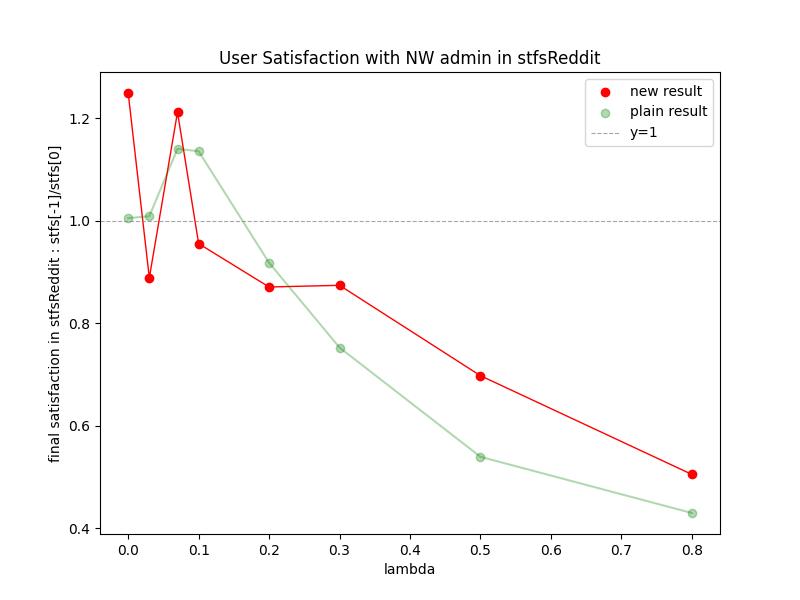 User Satisfaction with NW admin in stfsReddit
new result
plain result
y=1
final satisfaction in stfsReddit : stfs[-1]/stfs[0]
1.2
1.0
0.8
0.6
0.4
0.0 0.1 0.2 0.3 0.4 0.5 0.6 0.7 0.8
lambda